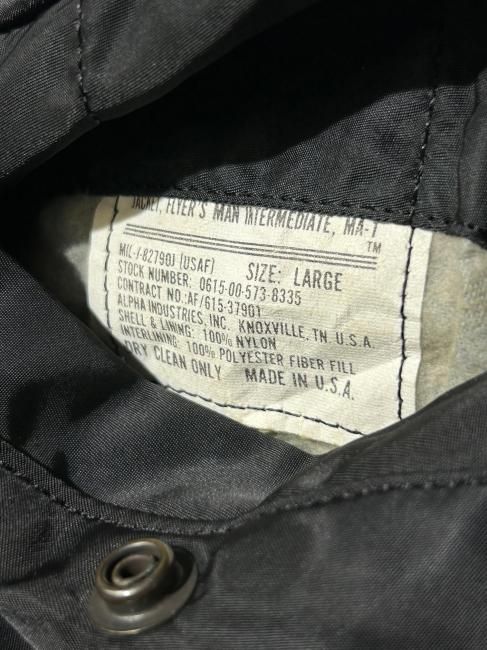 JACKET, FLYER'S MAN INTERMEDIATE, MA-1
TM
MIL-J-82790J (USAF) SIZE: LARGE
STOCK NUMBER: 0615-00-573-8335
CONTRACT NO.:AF/615-37901
ALPHA INDUSTRIES, INC. KNOXVILLE, TN U.S.A.
SHELL & LINING: 100% NYLON
INTERLINING: 100% POLYESTER FIBER FILL
DRY CLEAN ONLY MADE IN U.S.A.